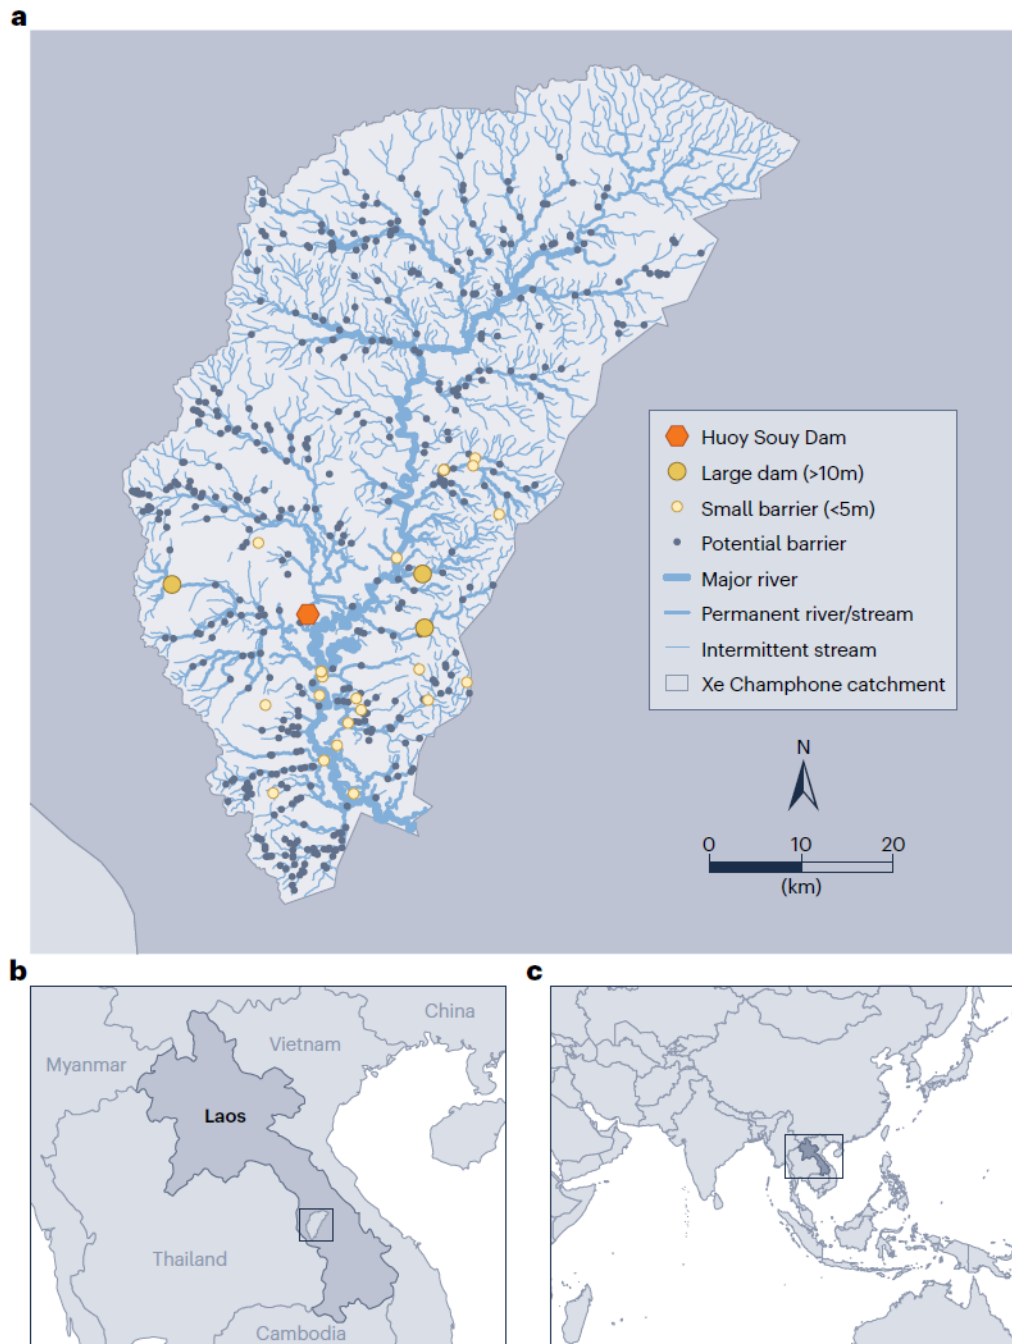 a
Huoy Souy Dam
Large dam (>10m)
Small barrier (<5m)
Potential barrier
Major river
Permanent river/stream
Intermittent stream
Xe Champhone catchment
N
0 10 20
(km)
b
China
Vietnam
Myanmar
Laos
Thailand
Cambodia
c